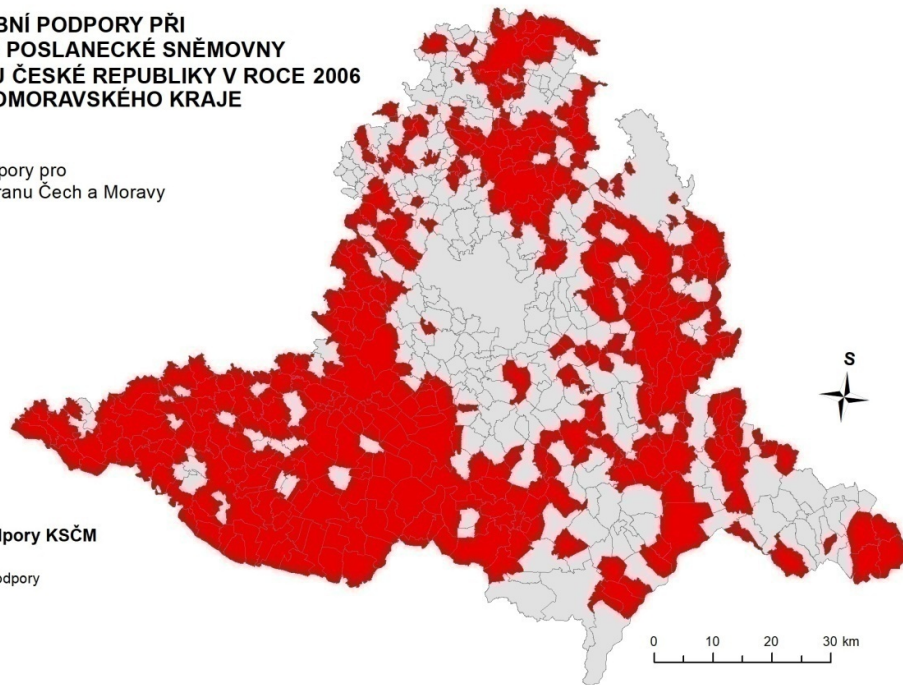 BNÍ PODPORY PŘI
POSLANECKÉ SNĚMOVNY
U ČESKÉ REPUBLIKY V ROCE 2006
OMORAVSKÉHO KRAJE
pory pro
ranu Čech a Moravy
S
dpory KSČM
odpory
0 10 20 30 km